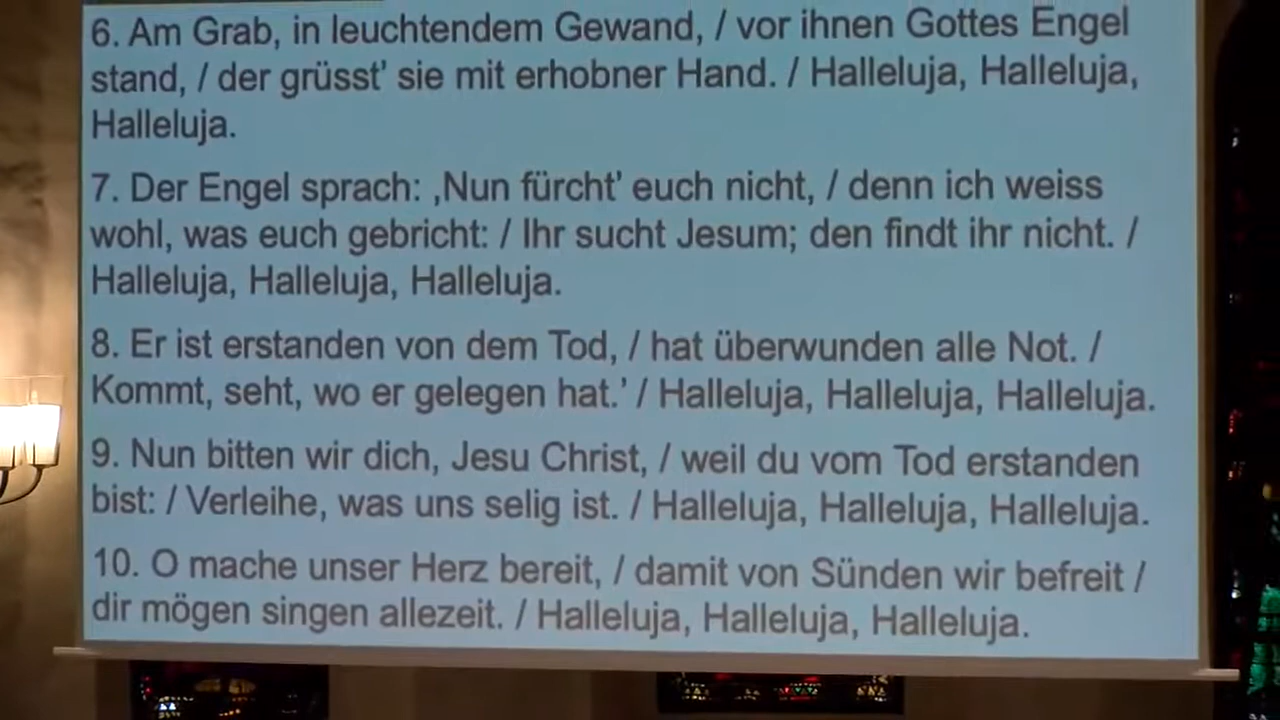 6. Am Grab, in leuchtendem Gewand, / vor ihnen Gottes Engel
stand, / der grüsst’ sie mit erhobner Hand. / Halleluja, Halleluja,
Halleluja.
7. Der Engel sprach: ‚Nun fürcht’ euch nicht, / denn ich weiss
wohl, was euch gebricht: / Ihr sucht Jesum; den findt ihr nicht. /
Halleluja, Halleluja, Halleluja.
8. Er ist erstanden von dem Tod, / hat überwunden alle Not. /
Kommt, seht, wo er gelegen hat.’ / Halleluja, Halleluja, Halleluja.
9. Nun bitten wir dich, Jesu Christ, / weil du vom Tod erstanden
bist: / Verleihe, was uns selig ist. / Halleluja, Halleluja, Halleluja.
10. O mache unser Herz bereit, / damit von Sünden wir befreit /
dir mögen singen allezeit. / Halleluja, Halleluja, Halleluja.